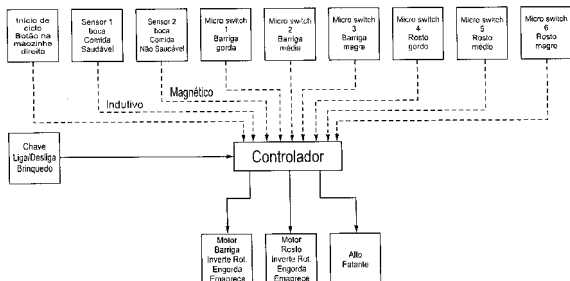 Início de
ciclo
Botão na
mãozinha
direito
Sensor 1
boca
Comida
Saudável
Sensor 2
boca
Comida
Não Saudável
Micro switch
1
Barriga
gorda
Micro switch
2
Barriga
média
Micro switch
3
Barriga
magre
Micro switch
4
Rosto
gordo
Micro switch
5
Rosto
médio
Micro switch
6
Rosto
magro
Magnético
Indutivo
Chave
Liga/Desliga
Brinquedo
Controlador
Motor
Barriga
Inverte Rot.
Engorda
Emagrece
Motor
Rosto
Inverte Rot.
Engorda
Emagrece
Alto
Fatante